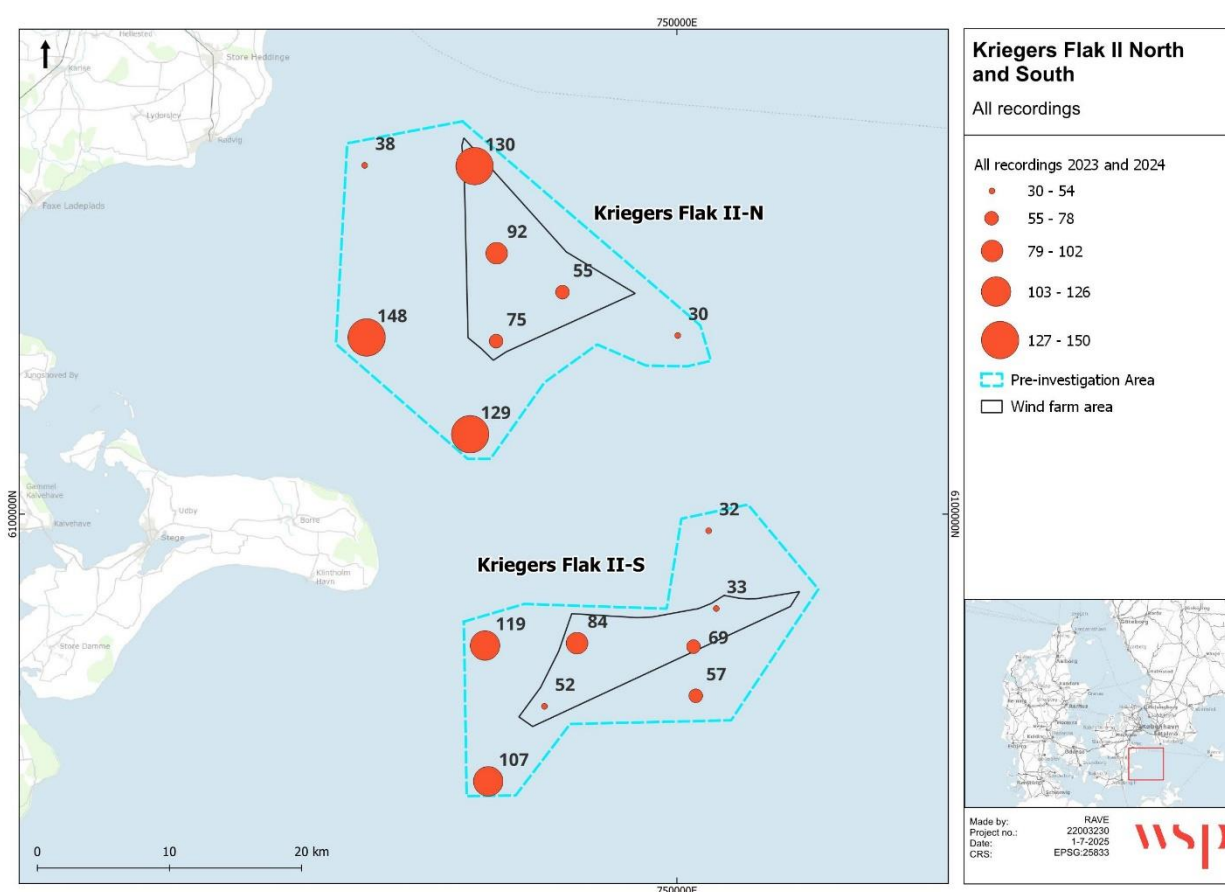 750000E
Kriegers Flak II North
and South
All recordings
All recordings 2023 and 2024
30 - 54
55 - 78
79 - 102
103 - 126
127 - 150
Pre-investigation Area
Wind farm area
Store Heddinge
Lydersley
Rødvig
Faxe Ladeplads
38
130
Kriegers Flak II-N
92
55
148
75
30
129
Jungshoved By
6100000N
6100000N
Kalvehave
Udby
Borre
Stege
Klintholm
Havn
Store Damme
32
Kriegers Flak II-S
33
119
84
69
52
57
107
0 10 20 km
750000E
Made by: RAVE
Project no.: 22003230
Date: 1-7-2025
CRS: EPSG:25833
wsp